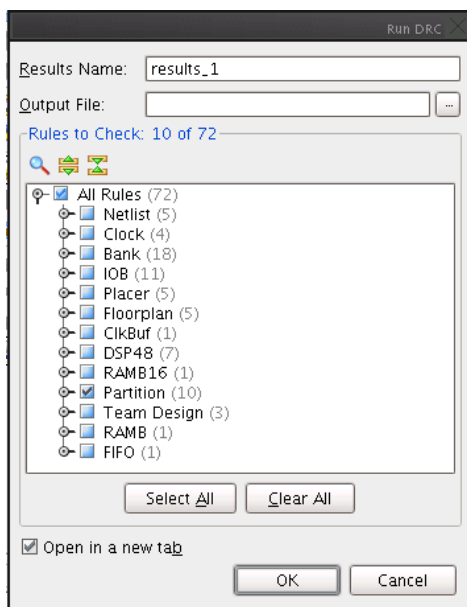 Run DRC
Results Name: results_1
Output File: ...
Rules to Check: 10 of 72
All Rules (72)
Netlist (5)
Clock (4)
Bank (18)
IOB (11)
Placer (5)
Floorplan (5)
ClkBuf (1)
DSP48 (7)
RAMB16 (1)
Partition (10)
Team Design (3)
RAMB (1)
FIFO (1)
Select All Clear All
Open in a new tab
OK Cancel